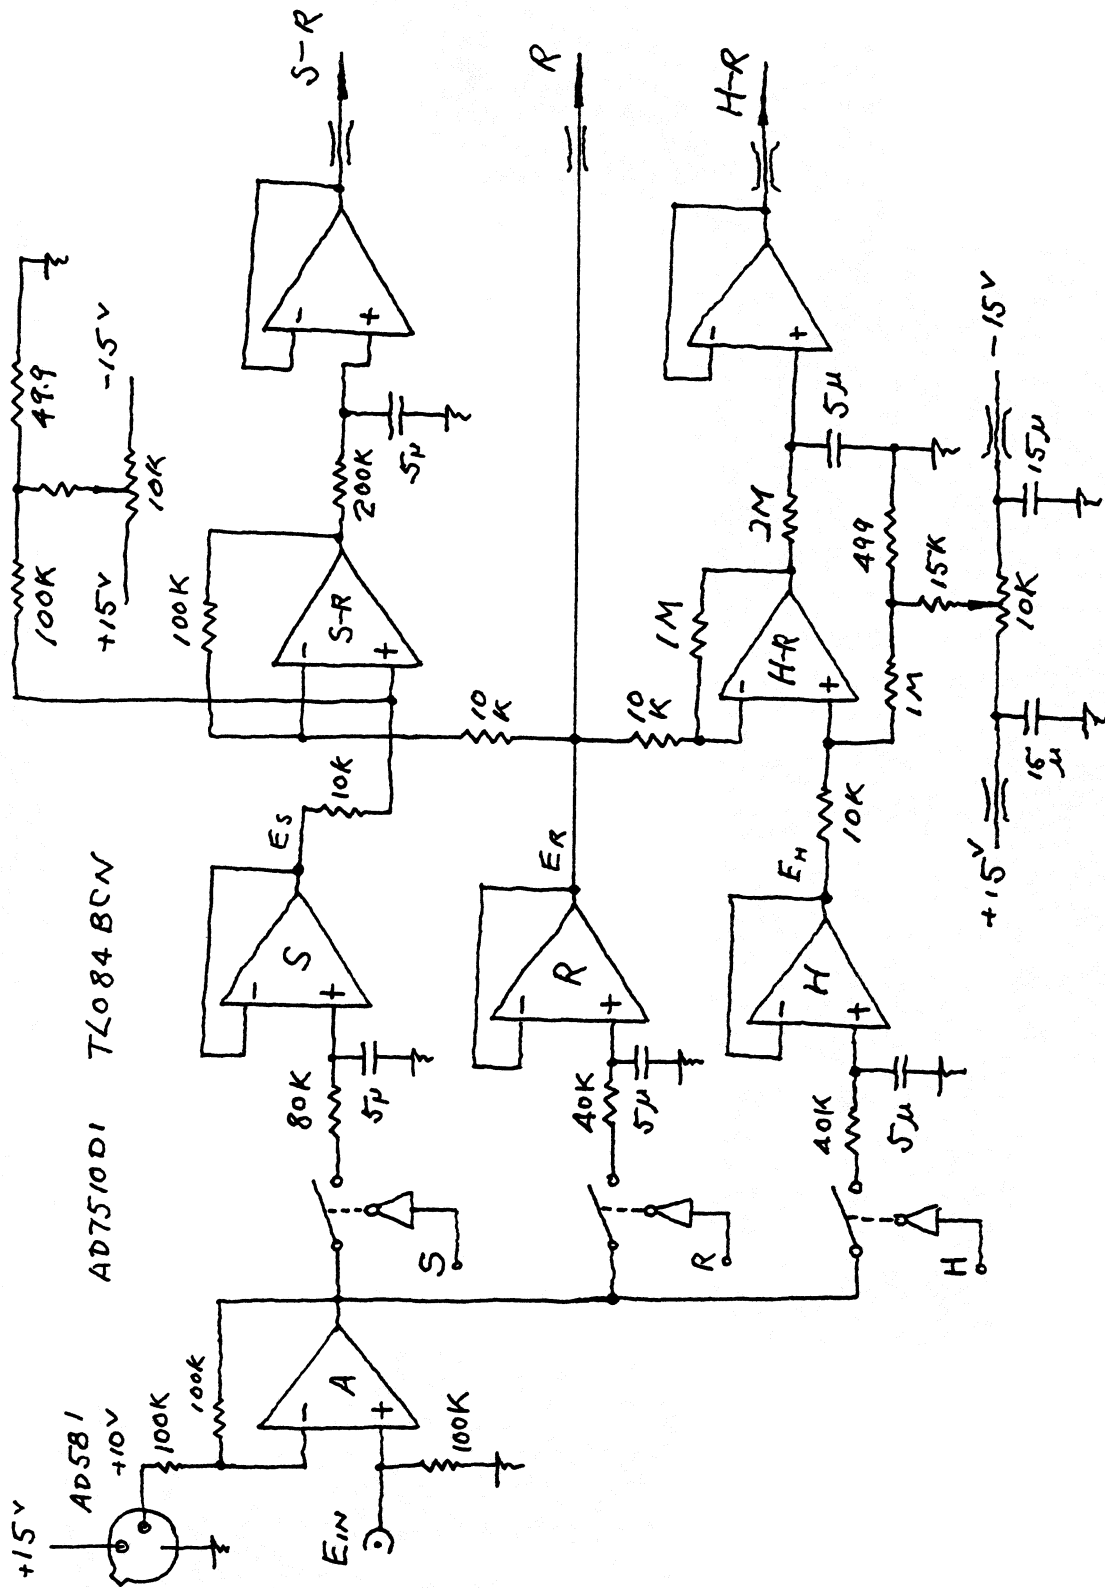 AD7510DI TL084BCN
+15V
AD581
+10V
100K
100K
A
-
+
EIN
100K
S
R
H
80K
5μ
S
-
+
ES
10K
40K
5μ
R
-
+
ER
40K
5μ
H
-
+
EH
10K
100K
49.9
+15V
-15V
10K
100K
S-R
-
+
200K
5μ
-
+
S-R
10
K
R
10
K
1M
H-R
-
+
2M
5μ
-
+
H-R
1M
499
15K
10K
+15V
15
μ
15μ
-15V